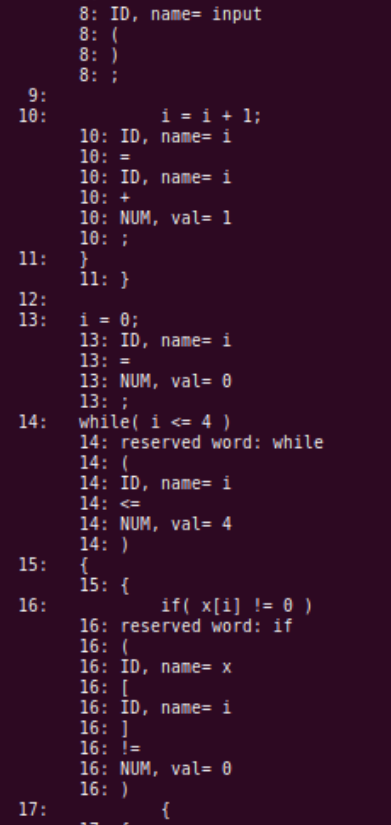 8: ID, name= input
8: (
8: )
8: ;
9:
10: i = i + 1;
10: ID, name= i
10: =
10: ID, name= i
10: +
10: NUM, val= 1
10: ;
11: }
11: }
12:
13: i = 0;
13: ID, name= i
13: =
13: NUM, val= 0
13: ;
14: while( i <= 4 )
14: reserved word: while
14: (
14: ID, name= i
14: <=
14: NUM, val= 4
14: )
15: {
15: {
16: if( x[i] != 0 )
16: reserved word: if
16: (
16: ID, name= x
16: [
16: ID, name= i
16: ]
16: !=
16: NUM, val= 0
16: )
17: {